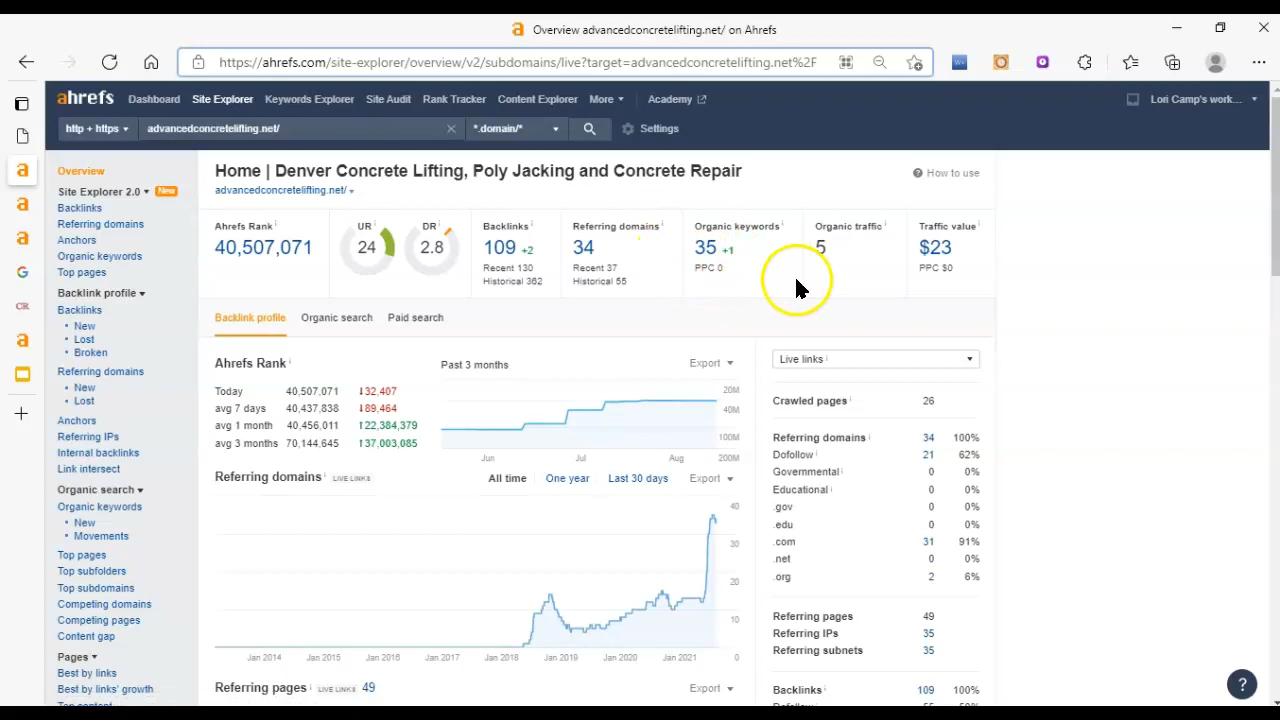 a Overview advancedconcretelifting.net/ on Ahrefs
https://ahrefs.com/site-explorer/overview/v2/subdomains/live?target=advancedconcretelifting.net%2F
ahrefs Dashboard Site Explorer Keywords Explorer Site Audit Rank Tracker Content Explorer More Academy Lori Camp's work...
http + https advancedconcretelifting.net/ *.domain/* Settings
Overview
Site Explorer 2.0 New
Backlinks
Referring domains
Anchors
Organic keywords
Top pages
Backlink profile
Backlinks
• New
• Lost
• Broken
Referring domains
• New
• Lost
Anchors
Referring IPs
Internal backlinks
Link intersect
Organic search
Organic keywords
• New
• Movements
Top pages
Top subfolders
Top subdomains
Competing domains
Competing pages
Content gap
Pages
Best by links
Best by links' growth
Home | Denver Concrete Lifting, Poly Jacking and Concrete Repair
How to use
advancedconcretelifting.net/
Ahrefs Rank UR DR Backlinks Referring domains Organic keywords Organic traffic Traffic value
40,507,071 24 2.8 109 +2 34 35 +1 5 $23
Recent 130 Recent 37 PPC 0 PPC $0
Historical 362 Historical 55
Backlink profile Organic search Paid search
Ahrefs Rank Past 3 months Export
Today 40,507,071 ↓32,407
avg 7 days 40,437,838 ↓89,464
avg 1 month 40,456,011 ↑22,384,379
avg 3 months 70,144,645 ↑37,003,085
20M
40M
100M
200M
Jun Jul Aug
Referring domains LIVE LINKS All time One year Last 30 days Export
40
30
20
10
0
Jan 2014 Jan 2015 Jan 2016 Jan 2017 Jan 2018 Jan 2019 Jan 2020 Jan 2021
Referring pages LIVE LINKS 49 Export
Live links
Crawled pages 26
Referring domains 34 100%
Dofollow 21 62%
Governmental 0 0%
Educational 0 0%
.gov 0 0%
.edu 0 0%
.com 31 91%
.net 0 0%
.org 2 6%
Referring pages 49
Referring IPs 35
Referring subnets 35
Backlinks 109 100%
?